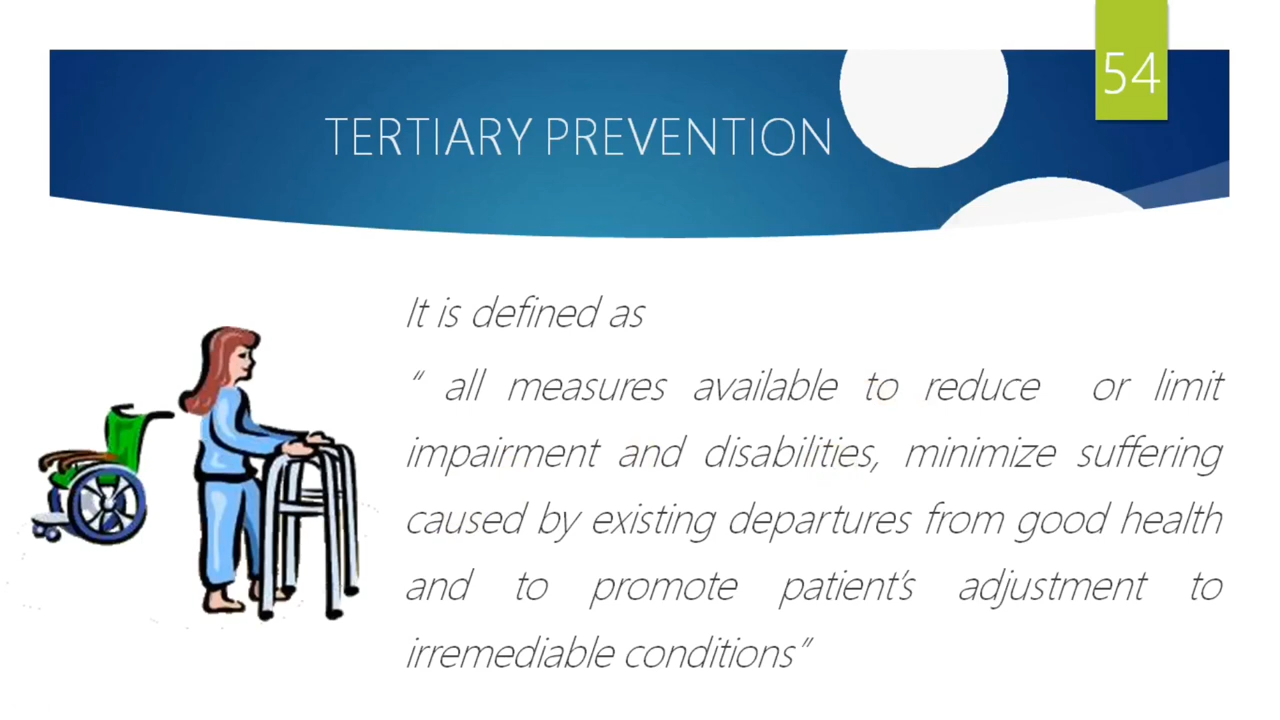 54
TERTIARY PREVENTION
It is defined as
“ all measures available to reduce or limit
impairment and disabilities, minimize suffering
caused by existing departures from good health
and to promote patient’s adjustment to
irremediable conditions”